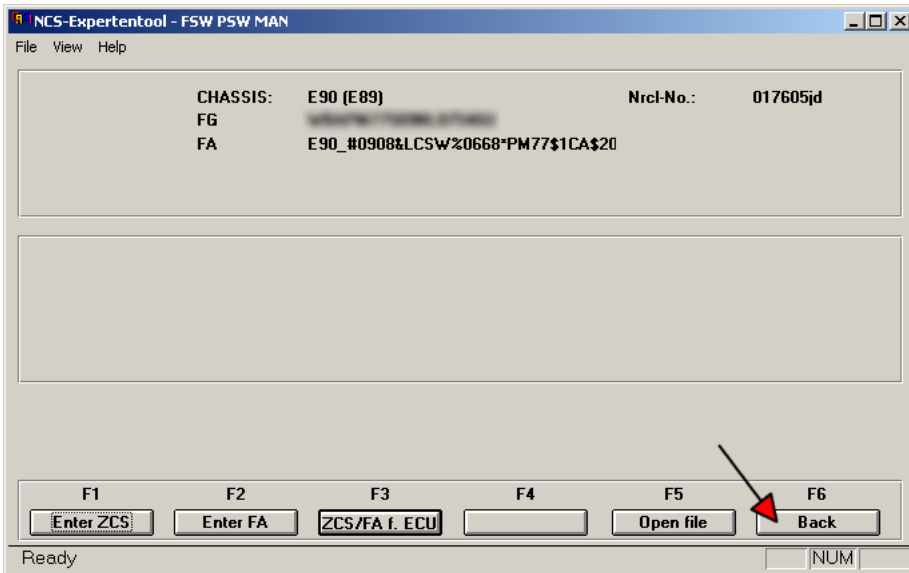 NCS-Expertentool - FSW PSW MAN
File View Help
CHASSIS: E90 (E89) Nrcl-No.: 017605jd
FG
FA E90_#0908&LCSW%0668*PM77$1CA$20
F1 F2 F3 F4 F5 F6
Enter ZCS Enter FA ZCS/FA f. ECU Open file Back
Ready NUM